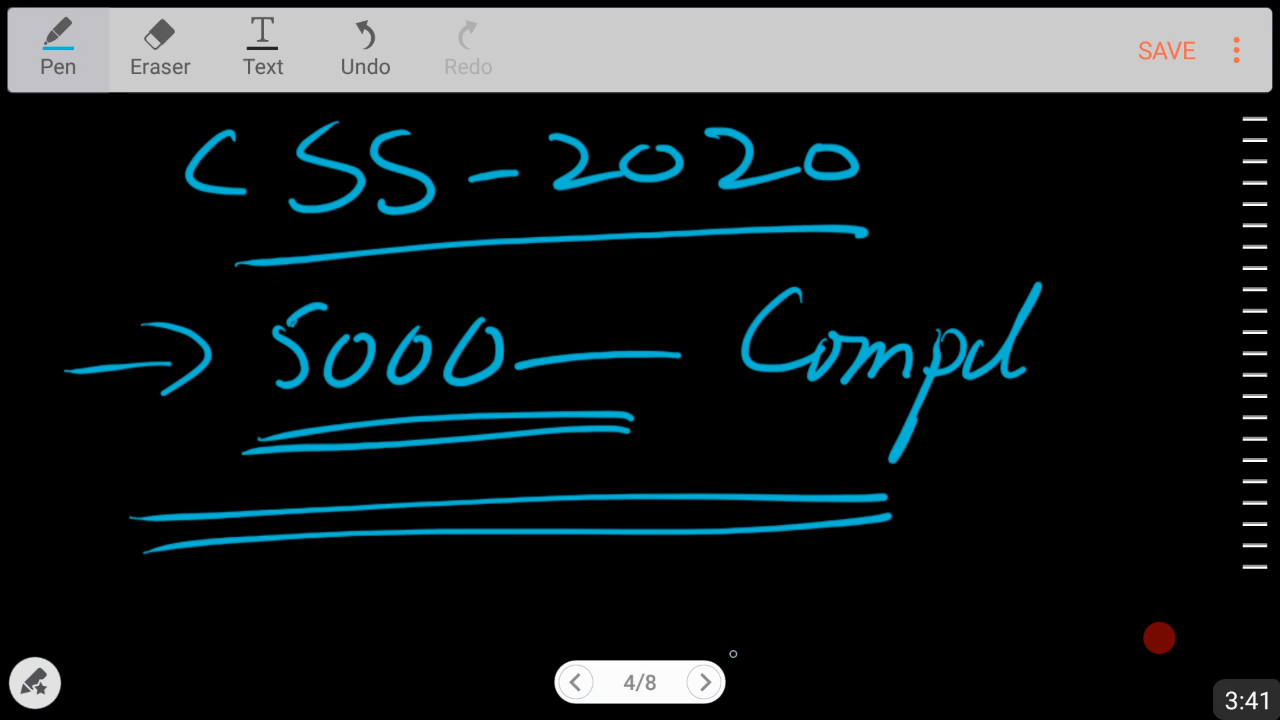 Pen Eraser Text Undo Redo SAVE
CSS-2020
→ 5000 — Compul
4/8
3:41